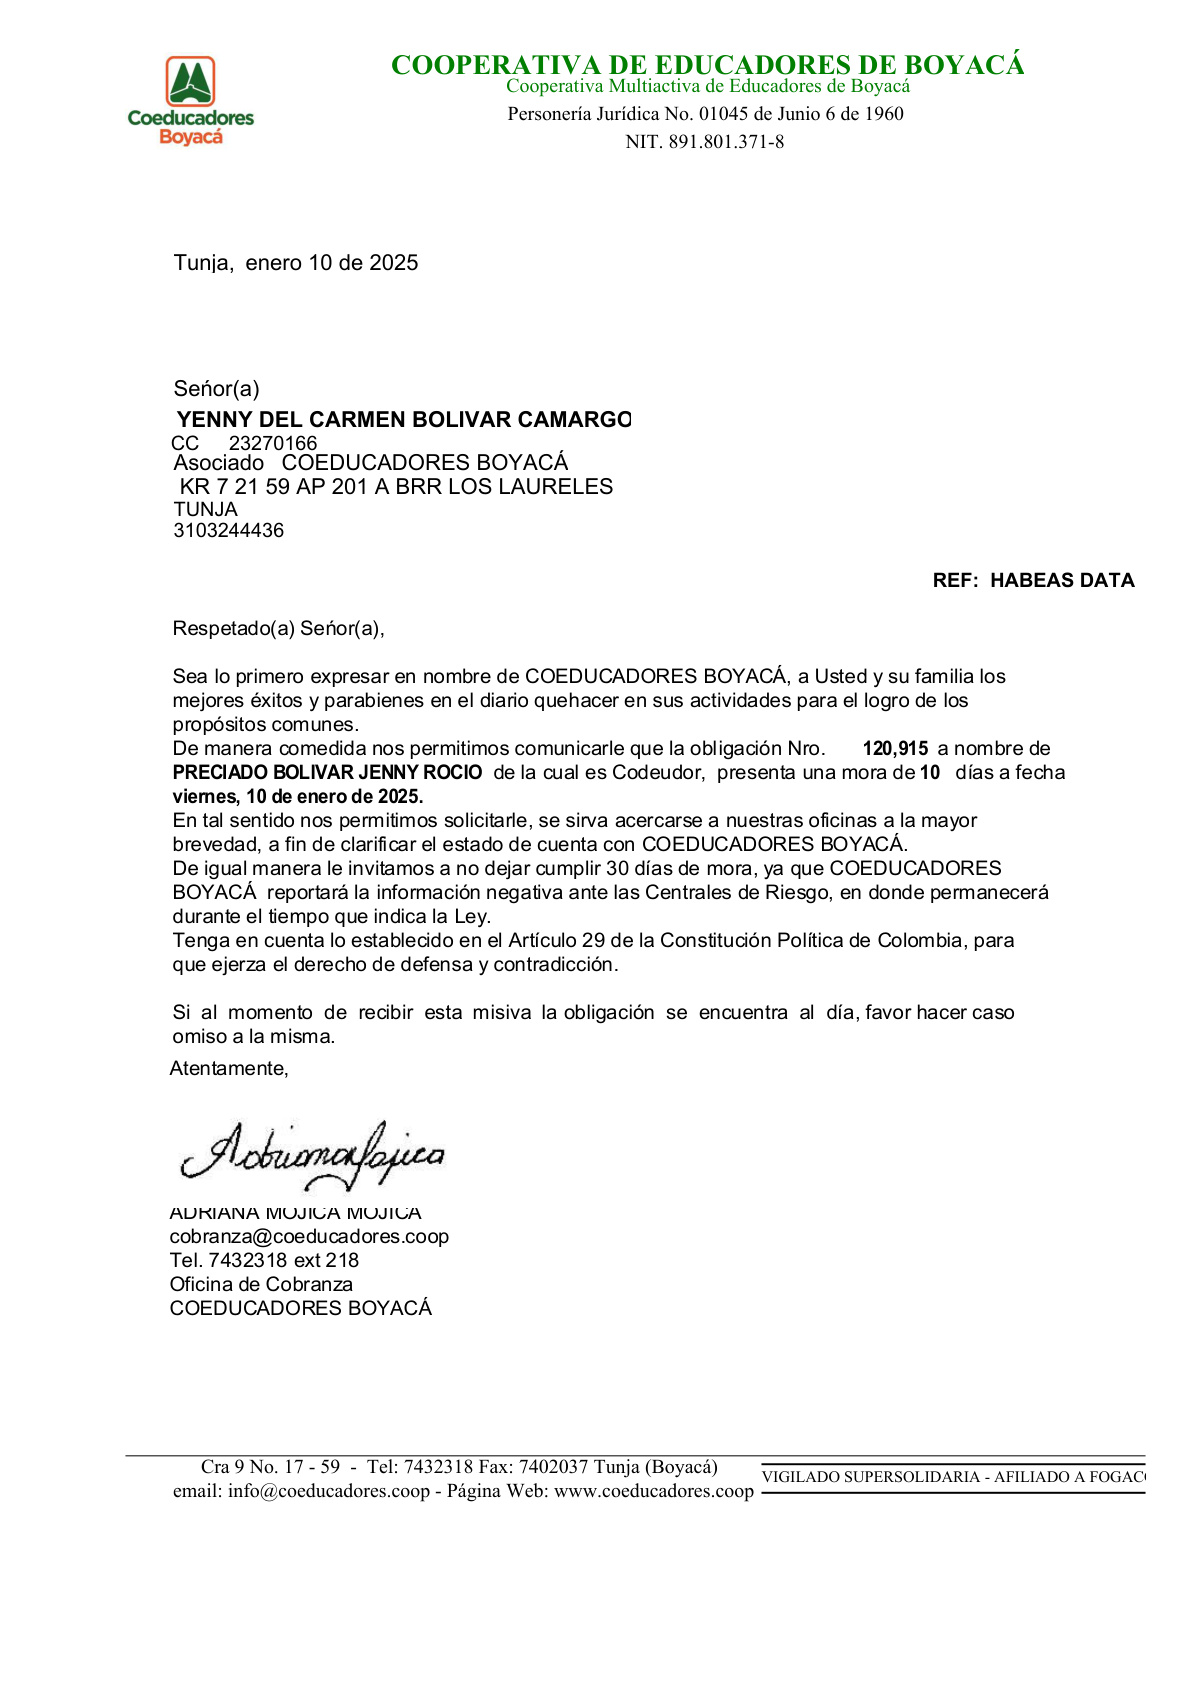 Coeducadores
Boyacá
COOPERATIVA DE EDUCADORES DE BOYACÁ
Cooperativa Multiactiva de Educadores de Boyacá
Personería Jurídica No. 01045 de Junio 6 de 1960
NIT. 891.801.371-8
Tunja, enero 10 de 2025
Seńor(a)
YENNY DEL CARMEN BOLIVAR CAMARGO
CC 23270166
Asociado COEDUCADORES BOYACÁ
KR 7 21 59 AP 201 A BRR LOS LAURELES
TUNJA
3103244436
REF: HABEAS DATA
Respetado(a) Seńor(a),
Sea lo primero expresar en nombre de COEDUCADORES BOYACÁ, a Usted y su familia los
mejores éxitos y parabienes en el diario quehacer en sus actividades para el logro de los
propósitos comunes.
De manera comedida nos permitimos comunicarle que la obligación Nro. 120,915 a nombre de
PRECIADO BOLIVAR JENNY ROCIO de la cual es Codeudor, presenta una mora de 10 días a fecha
viernes, 10 de enero de 2025.
En tal sentido nos permitimos solicitarle, se sirva acercarse a nuestras oficinas a la mayor
brevedad, a fin de clarificar el estado de cuenta con COEDUCADORES BOYACÁ.
De igual manera le invitamos a no dejar cumplir 30 días de mora, ya que COEDUCADORES
BOYACÁ reportará la información negativa ante las Centrales de Riesgo, en donde permanecerá
durante el tiempo que indica la Ley.
Tenga en cuenta lo establecido en el Artículo 29 de la Constitución Política de Colombia, para
que ejerza el derecho de defensa y contradicción.
Si al momento de recibir esta misiva la obligación se encuentra al día, favor hacer caso
omiso a la misma.
Atentamente,
Adrianamojica
ADRIANA MOJICA MOJICA
cobranza@coeducadores.coop
Tel. 7432318 ext 218
Oficina de Cobranza
COEDUCADORES BOYACÁ
Cra 9 No. 17 - 59 - Tel: 7432318 Fax: 7402037 Tunja (Boyacá)
email: info@coeducadores.coop - Página Web: www.coeducadores.coop
VIGILADO SUPERSOLIDARIA - AFILIADO A FOGAC